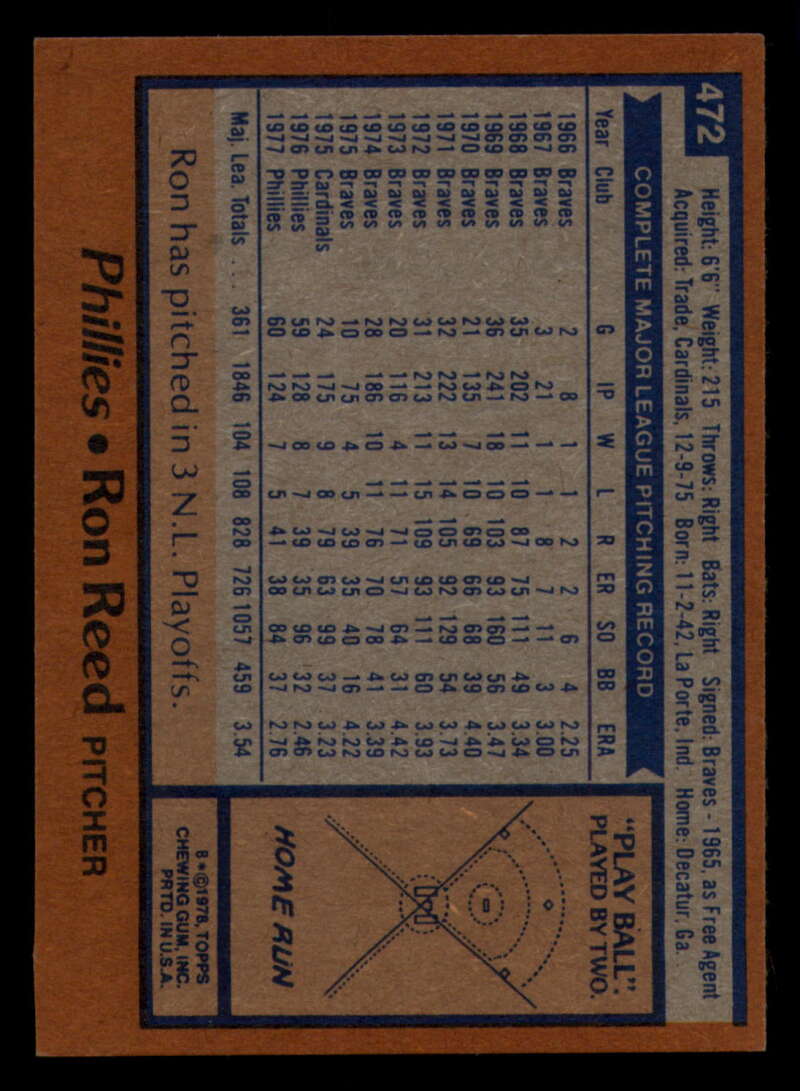 472
Height: 6'6" Weight: 215 Throws: Right Bats: Right Signed: Braves - 1965, as Free Agent
Acquired: Trade, Cardinals, 12-9-75 Born: 11-2-42, La Porte, Ind. Home: Decatur, Ga.
COMPLETE MAJOR LEAGUE PITCHING RECORD
Year Club G IP W L R ER SO BB ERA
1966 Braves 2 8 1 1 2 2 6 4 2.25
1967 Braves 3 21 1 1 8 7 11 3 3.00
1968 Braves 35 202 11 10 87 75 111 49 3.34
1969 Braves 36 241 18 10 103 93 160 56 3.47
1970 Braves 21 135 7 10 69 66 68 39 4.40
1971 Braves 32 222 13 14 105 92 129 54 3.73
1972 Braves 31 213 11 15 109 93 111 60 3.93
1973 Braves 20 116 4 11 71 57 64 31 4.42
1974 Braves 28 186 10 11 76 70 78 41 3.39
1975 Braves 10 75 4 5 39 35 40 16 4.22
1975 Cardinals 24 175 9 8 79 63 99 37 3.23
1976 Phillies 59 128 8 7 39 35 96 32 2.46
1977 Phillies 60 124 7 5 41 38 84 37 2.76
Maj. Lea. Totals ... 361 1846 104 108 828 726 1057 459 3.54
Ron has pitched in 3 N.L. Playoffs.
"PLAY BALL":
PLAYED BY TWO.
HOME RUN
B*©1978, TOPPS
CHEWING GUM, INC.
PRTD. IN U.S.A.
Phillies • Ron Reed PITCHER